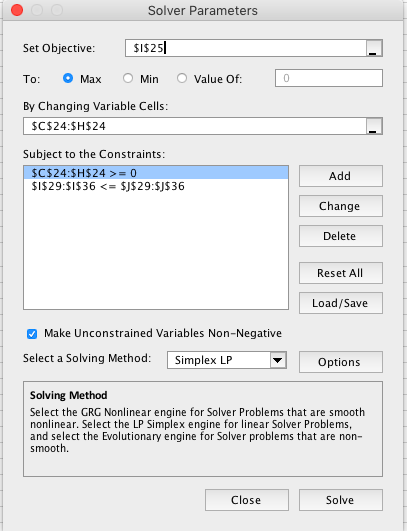 Solver Parameters
Set Objective: $I$25
To: Max Min Value Of: 0
By Changing Variable Cells:
$C$24:$H$24
Subject to the Constraints:
$C$24:$H$24 >= 0
$I$29:$I$36 <= $J$29:$J$36
Add
Change
Delete
Reset All
Load/Save
Make Unconstrained Variables Non-Negative
Select a Solving Method: Simplex LP Options
Solving Method
Select the GRG Nonlinear engine for Solver Problems that are smooth
nonlinear. Select the LP Simplex engine for linear Solver Problems,
and select the Evolutionary engine for Solver problems that are non-
smooth.
Close Solve